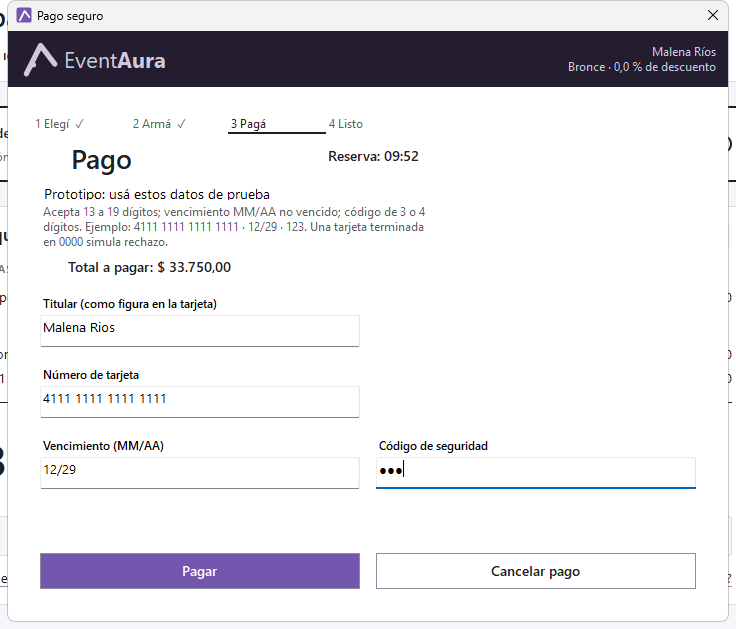 Pago seguro
EventAura
Malena Ríos
Bronce · 0,0 % de descuento
1 Elegí ✓
2 Armá ✓
3 Pagá
4 Listo
Pago
Reserva: 09:52
Prototipo: usá estos datos de prueba
Acepta 13 a 19 dígitos; vencimiento MM/AA no vencido; código de 3 o 4
dígitos. Ejemplo: 4111 1111 1111 1111 · 12/29 · 123. Una tarjeta terminada
en 0000 simula rechazo.
Total a pagar: $ 33.750,00
Titular (como figura en la tarjeta)
Malena Rios
Número de tarjeta
4111 1111 1111 1111
Vencimiento (MM/AA)
Código de seguridad
12/29
●●●
Pagar
Cancelar pago